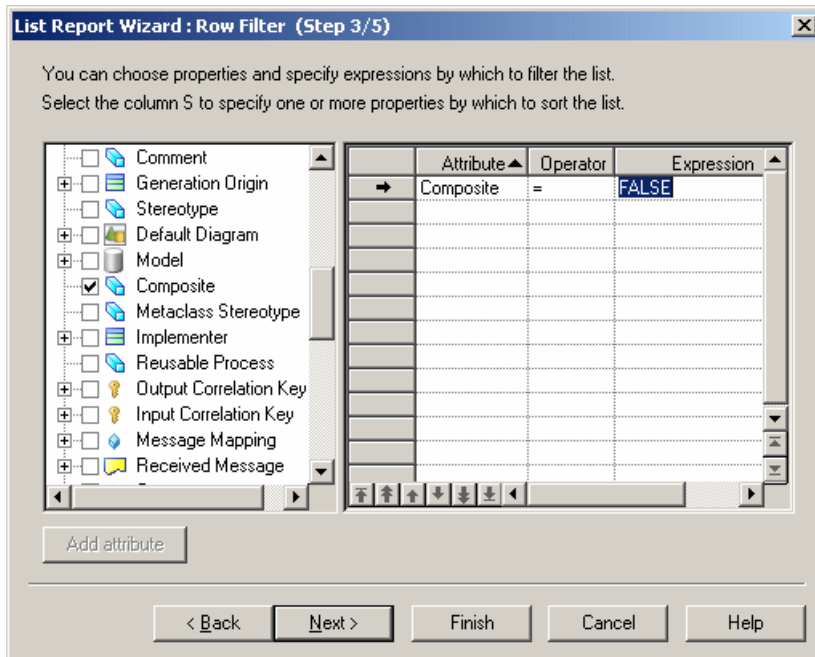 List Report Wizard : Row Filter (Step 3/5)
You can choose properties and specify expressions by which to filter the list.
Select the column S to specify one or more properties by which to sort the list.
Comment
Generation Origin
Stereotype
Default Diagram
Model
Composite
Metaclass Stereotype
Implementer
Reusable Process
Output Correlation Key
Input Correlation Key
Message Mapping
Received Message
Attribute Operator Expression
Composite = FALSE
Add attribute
< Back Next > Finish Cancel Help